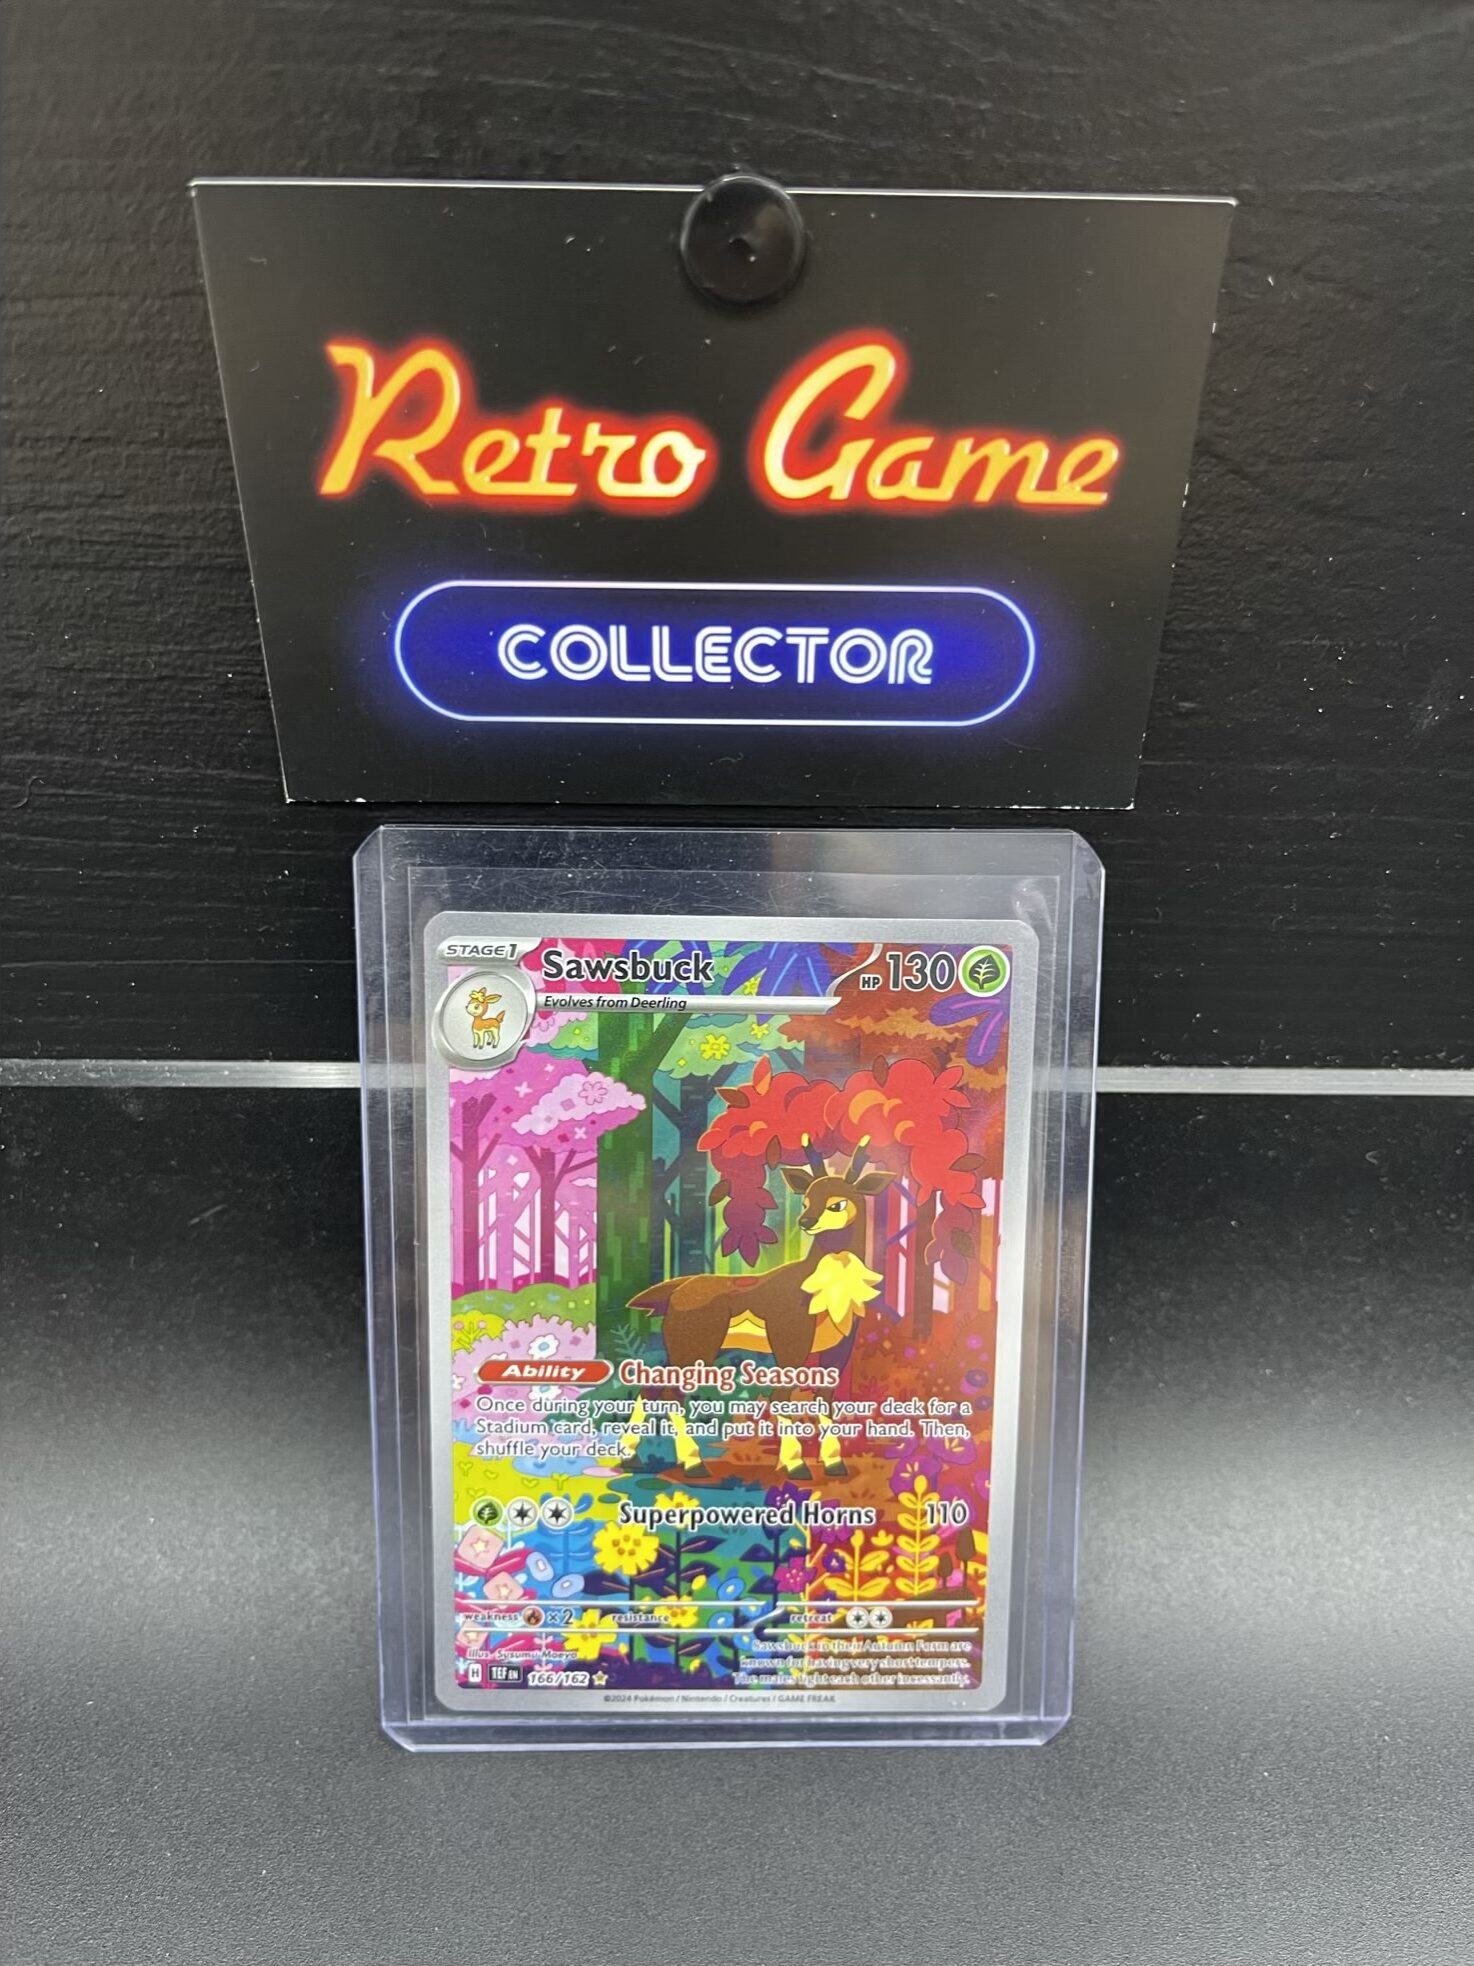 Retro Game
COLLECTOR
STAGE 1
Sawsbuck
HP 130
Evolves from Deerling
Ability Changing Seasons
Once during your turn, you may search your deck for a
Stadium card, reveal it, and put it into your hand. Then,
shuffle your deck.
Superpowered Horns 110
weakness x2 resistance retreat
Illus. Susumu Maeya
Sawsbuck in their Autumn Form are
known for having very short tempers.
The males fight each other incessantly.
H TEF EN 166/162
©2024 Pokémon / Nintendo / Creatures / GAME FREAK